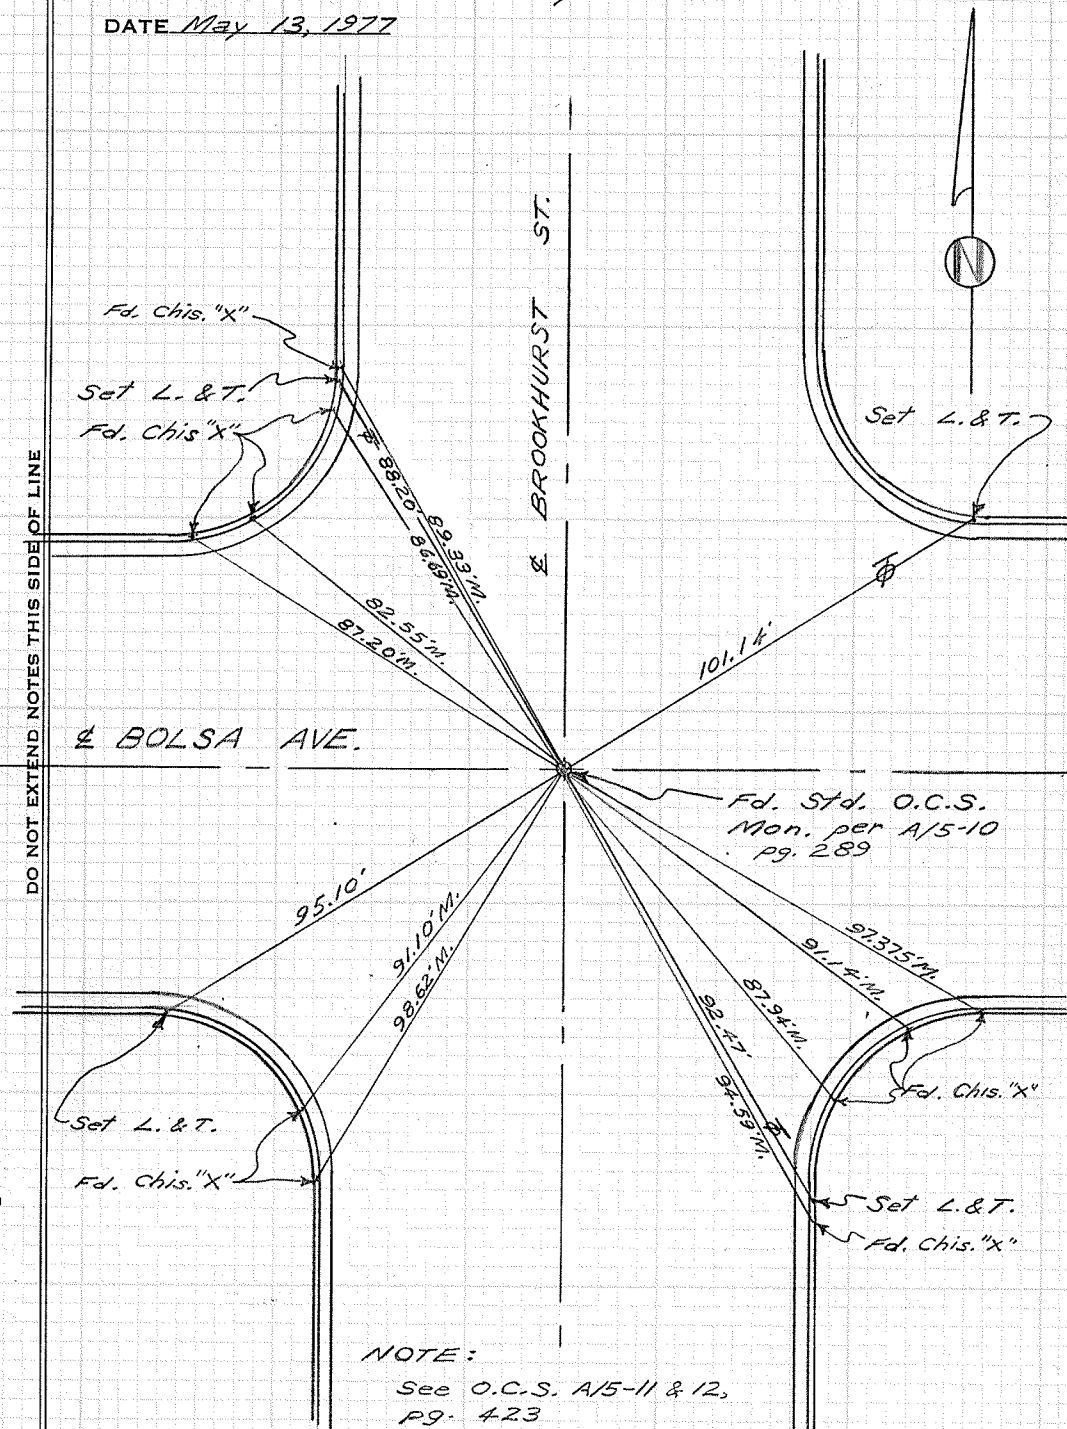 DATE May 13, 1977
N
Fd. Chis. "X"
Set L. & T.
Fd. Chis "X"
Set L. & T.
℄ BROOKHURST ST.
88.20'
89.33'M.
86.69'M.
82.55'M.
87.20'M.
DO NOT EXTEND NOTES THIS SIDE OF LINE
℄ BOLSA AVE.
Fd. Std. O.C.S.
Mon. per A/5-10
pg. 289
95.10'
91.10'M.
98.62'M.
97.375'M.
91.14'M.
87.94'M.
92.47'
94.59'M.
Set L. & T.
Fd. Chis. "X"
Fd. Chis. "X"
Set L. & T.
Fd. Chis. "X"
NOTE:
See O.C.S. A/5-11 & 12,
pg. 423